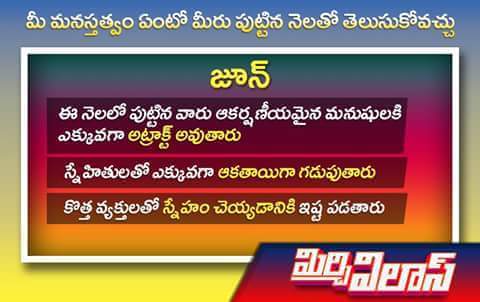 మీ మనస్తత్వం ఏంటో మీరు పుట్టిన నెలతో తెలుసుకోవచ్చు
జూన్
ఈ నెలలో పుట్టిన వారు ఆకర్షణీయమైన మనుషులకి
ఎక్కువగా అట్రాక్ట్ అవుతారు
స్నేహితులతో ఎక్కువగా ఆకతాయిగా గడుపుతారు
కొత్త వ్యక్తులతో స్నేహం చెయ్యడానికి ఇష్ట పడతారు
మిర్చి విలాస్